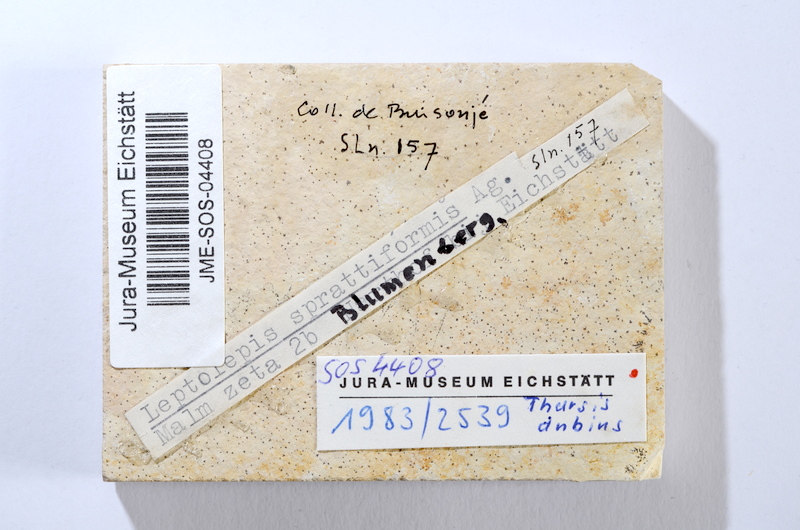 Jura-Museum Eichstätt
JME-SOS-04408
Coll. de Buisonjé
SLn. 157
Sln. 157
Leptolepis sprattiformis Ag.
Malm zeta 2b Blumenberg, Eichstätt
SOS 4408
JURA-MUSEUM EICHSTÄTT
1983/2539 Tharsis
dubius